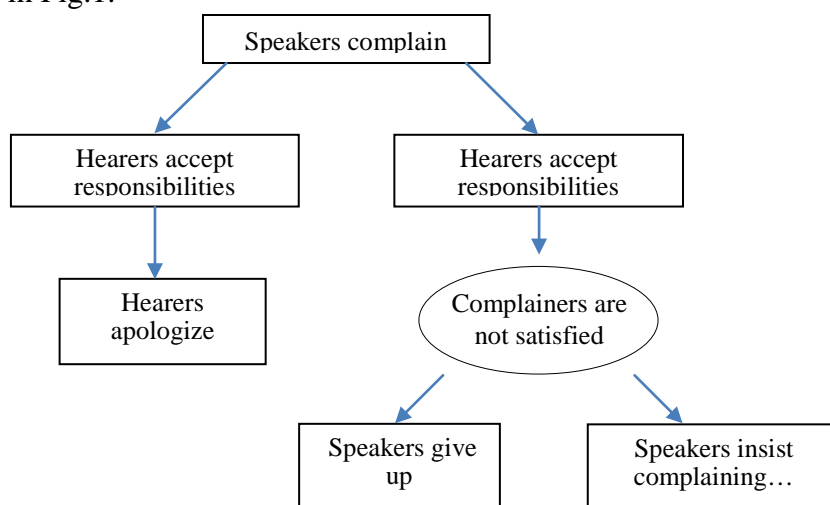 in Fig.1.
Speakers complain
Hearers accept
responsibilities
Hearers accept
responsibilities
Hearers
apologize
Complainers are
not satisfied
Speakers give
up
Speakers insist
complaining…